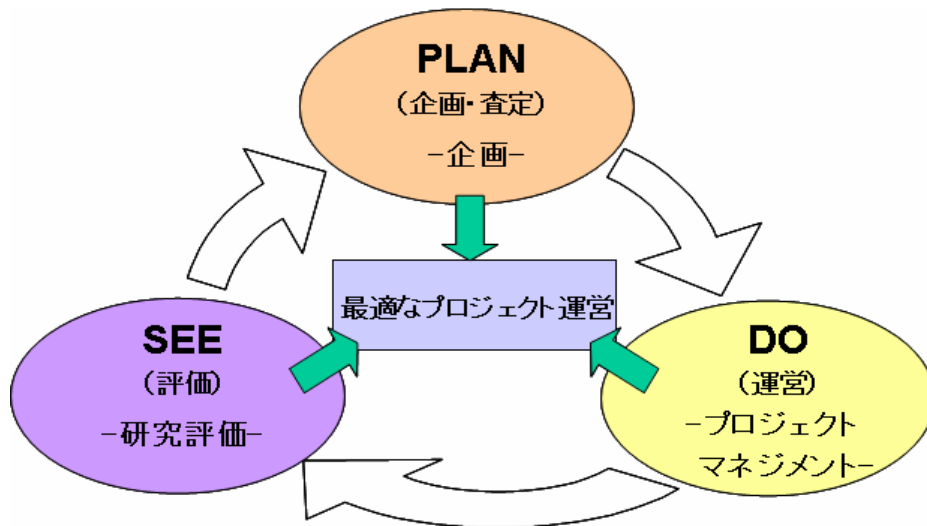 PLAN
(企画・査定)
-企画-
最適なプロジェクト運営
SEE
(評価)
-研究評価-
DO
(運営)
-プロジェクト
マネジメント-